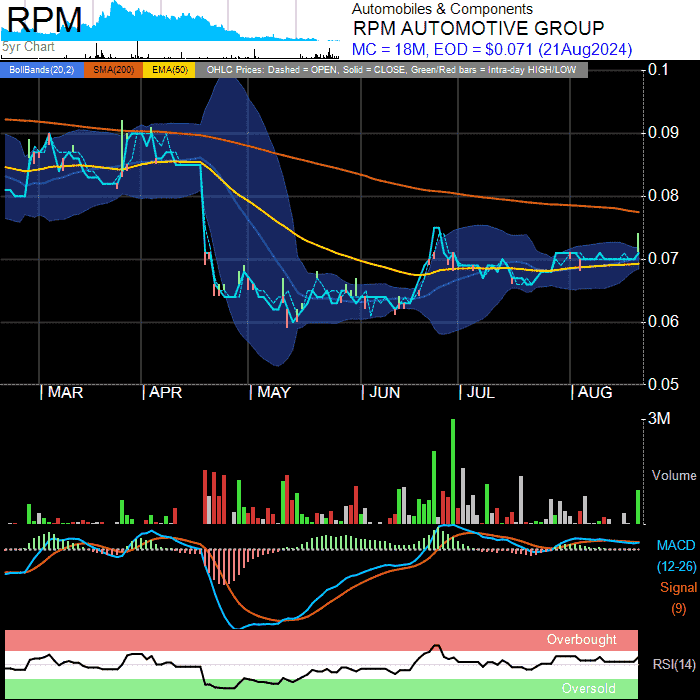 RPM
5yr Chart
Automobiles & Components
RPM AUTOMOTIVE GROUP
MC = 18M, EOD = $0.071 (21Aug2024)
BollBands(20,2) SMA(200) EMA(50) OHLC Prices: Dashed = OPEN, Solid = CLOSE, Green/Red bars = Intra-day HIGH/LOW
0.1
0.09
0.08
0.07
0.06
0.05
MAR APR MAY JUN JUL AUG
3M
Volume
MACD
(12-26)
Signal
(9)
Overbought
RSI(14)
Oversold